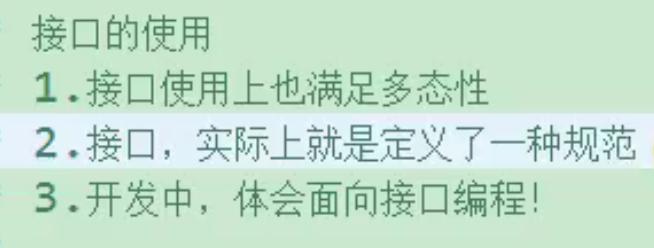 接口的使用
1.接口使用上也满足多态性
2.接口，实际上就是定义了一种规范
3.开发中，体会面向接口编程！